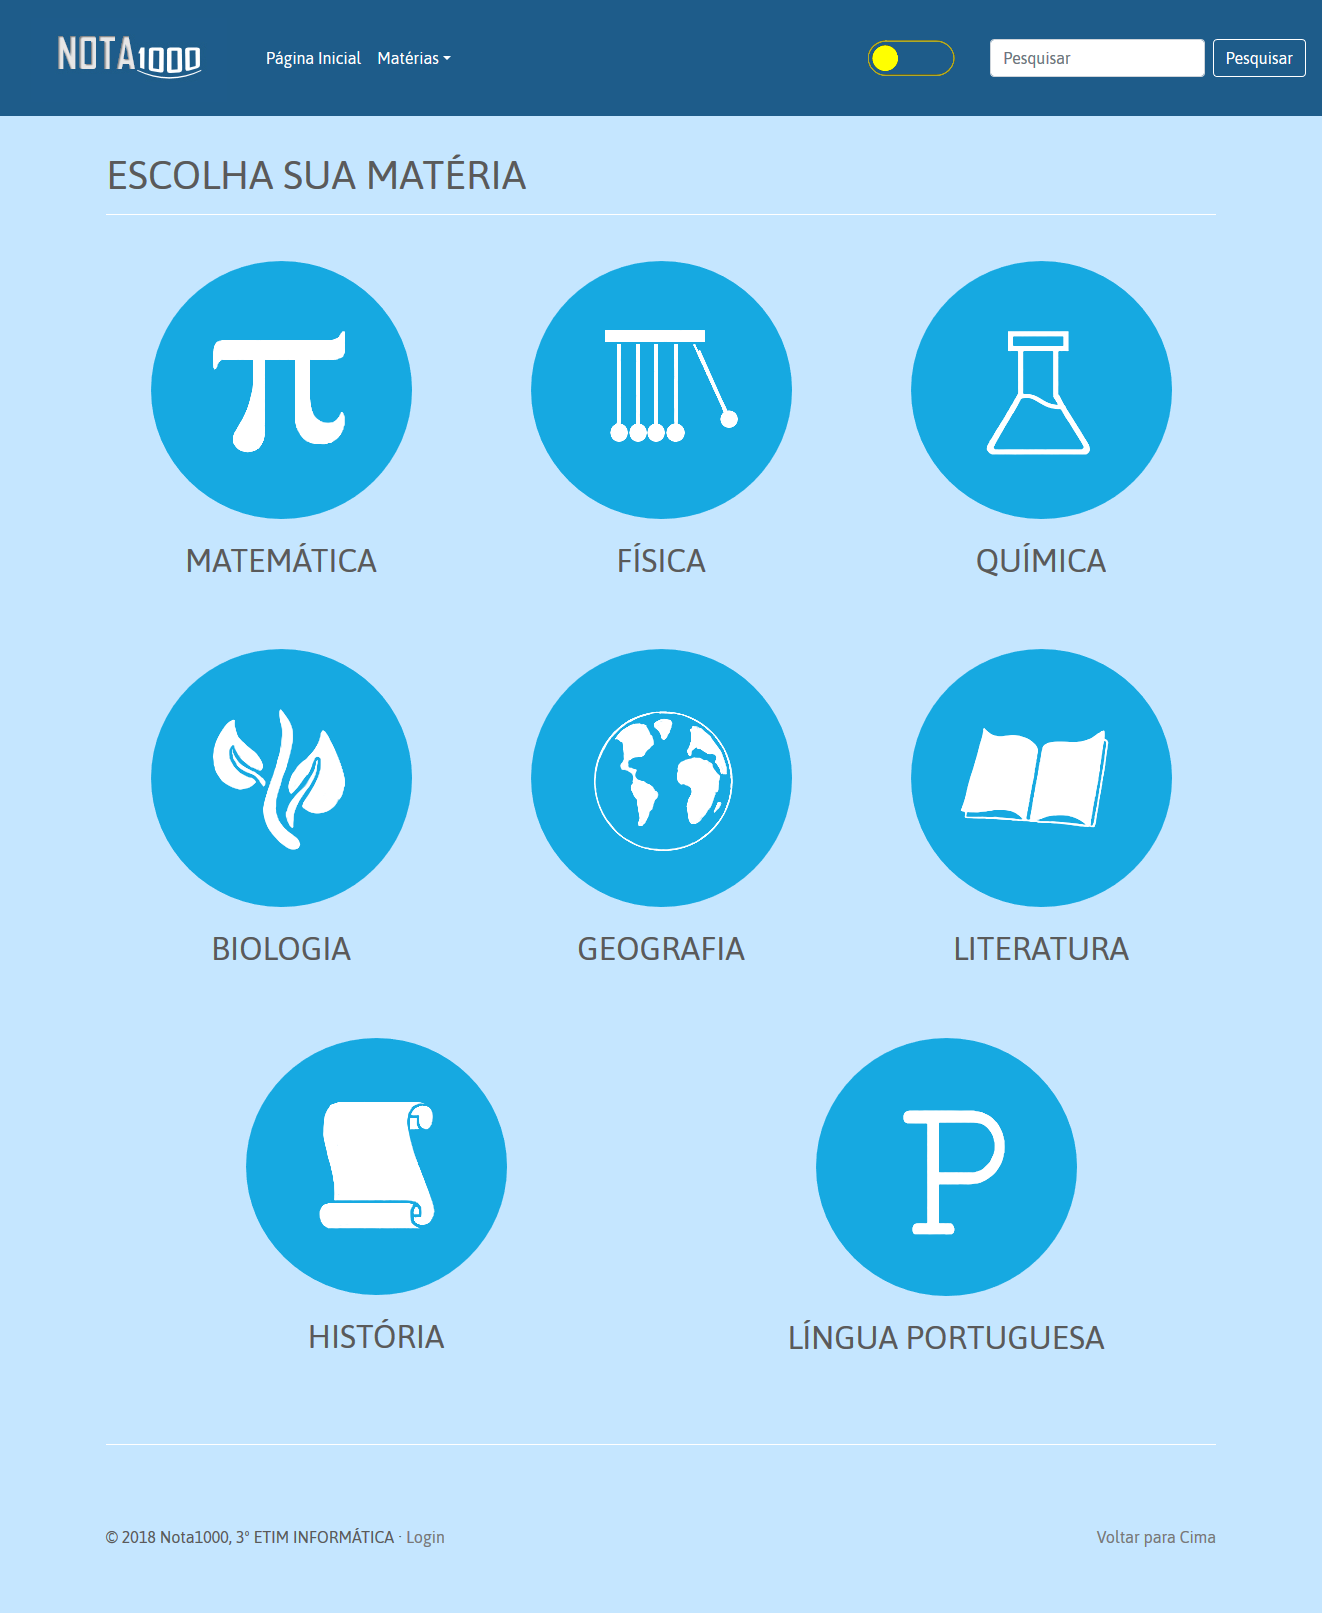 NOTA1000
Página Inicial Matérias
Pesquisar Pesquisar
ESCOLHA SUA MATÉRIA
MATEMÁTICA FÍSICA QUÍMICA
BIOLOGIA GEOGRAFIA LITERATURA
P
HISTÓRIA LÍNGUA PORTUGUESA
© 2018 Nota1000, 3° ETIM INFORMÁTICA · Login Voltar para Cima